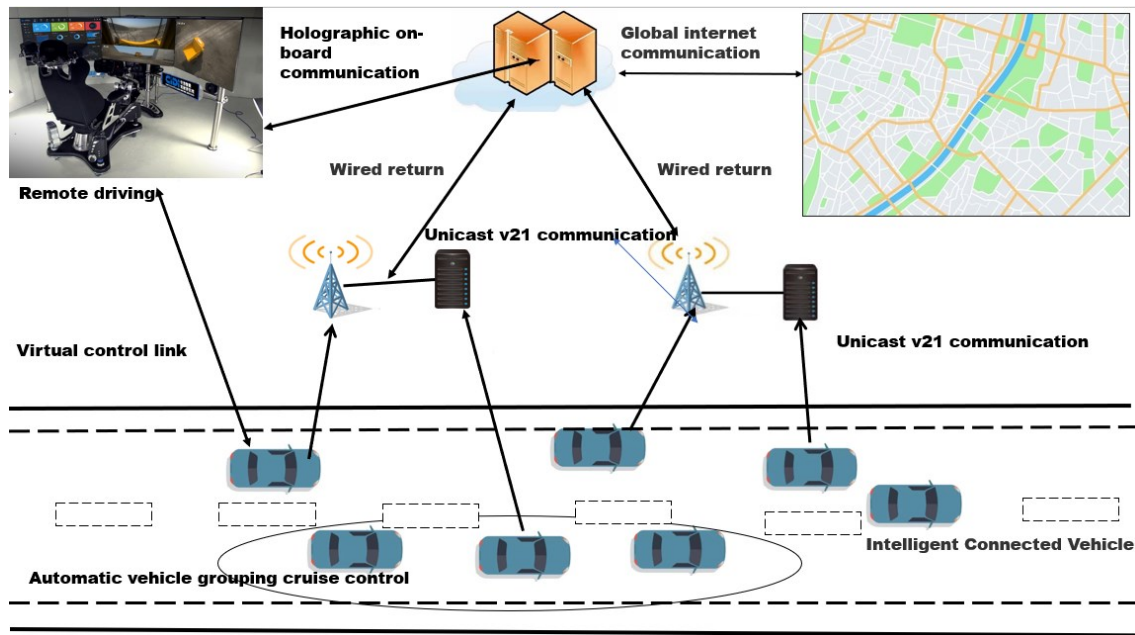 Holographic on-
board
communication
Global internet
communication
Wired return
Wired return
Remote driving
Unicast v21 communication
Virtual control link
Unicast v21 communication
Intelligent Connected Vehicle
Automatic vehicle grouping cruise control